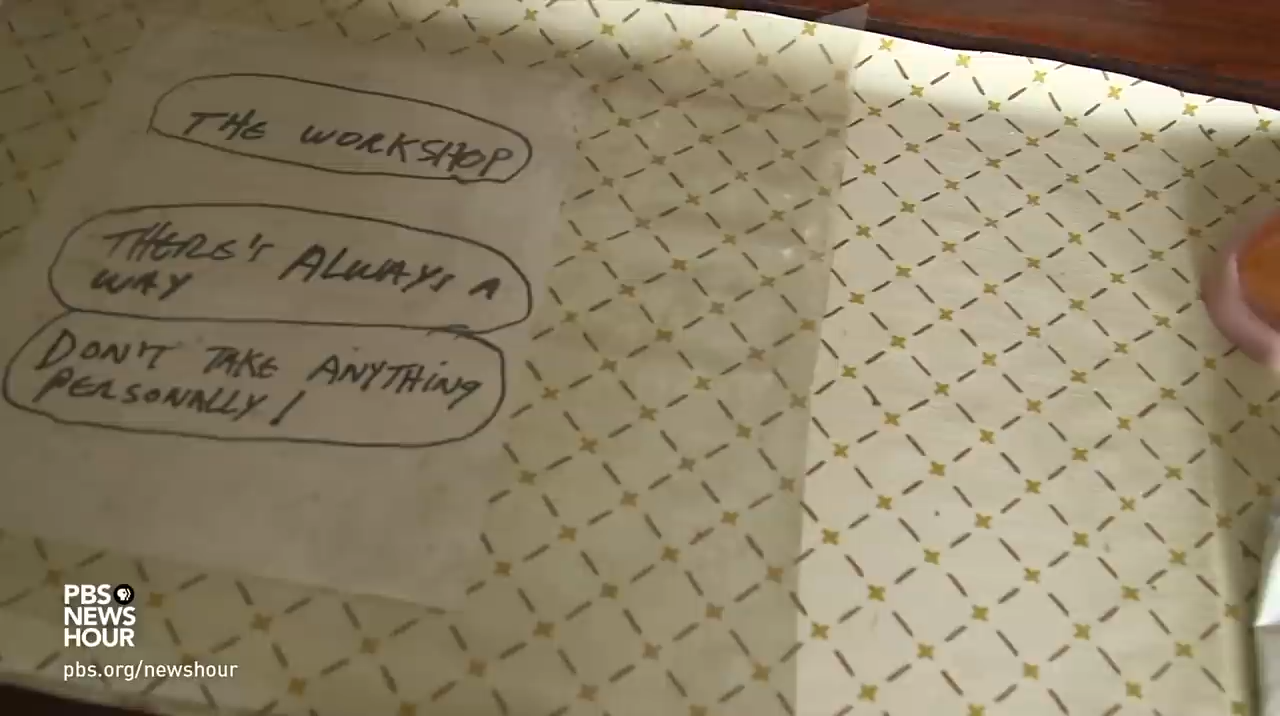 THE WORKSHOP
THERE'S ALWAYS A
WAY
DON'T TAKE ANYTHING
PERSONALLY!
PBS
NEWS
HOUR
pbs.org/newshour